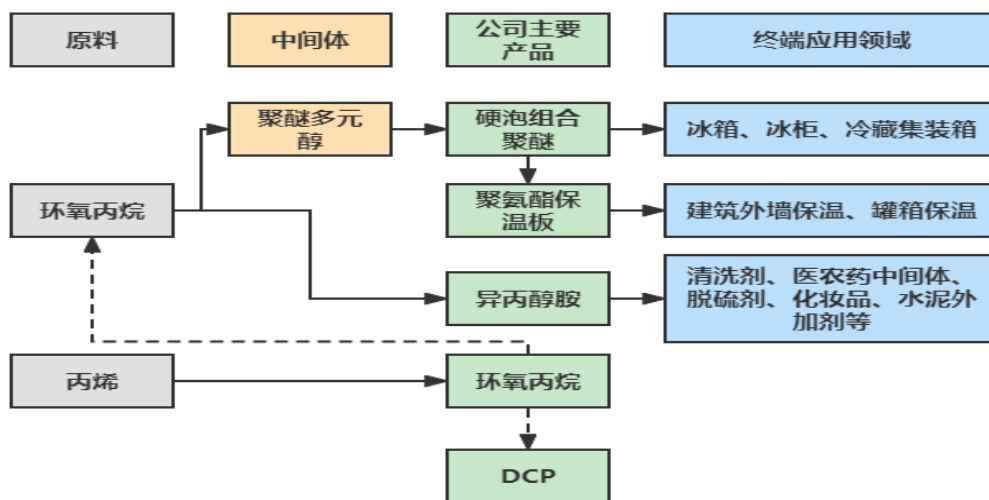 原料
中间体
公司主要
产品
终端应用领域
聚醚多元
醇
硬泡组合
聚醚
冰箱、冰柜、冷藏集装箱
环氧丙烷
聚氨酯保
温板
建筑外墙保温、罐箱保温
异丙醇胺
清洗剂、医农药中间体、
脱硫剂、化妆品、水泥外
加剂等
丙烯
环氧丙烷
DCP